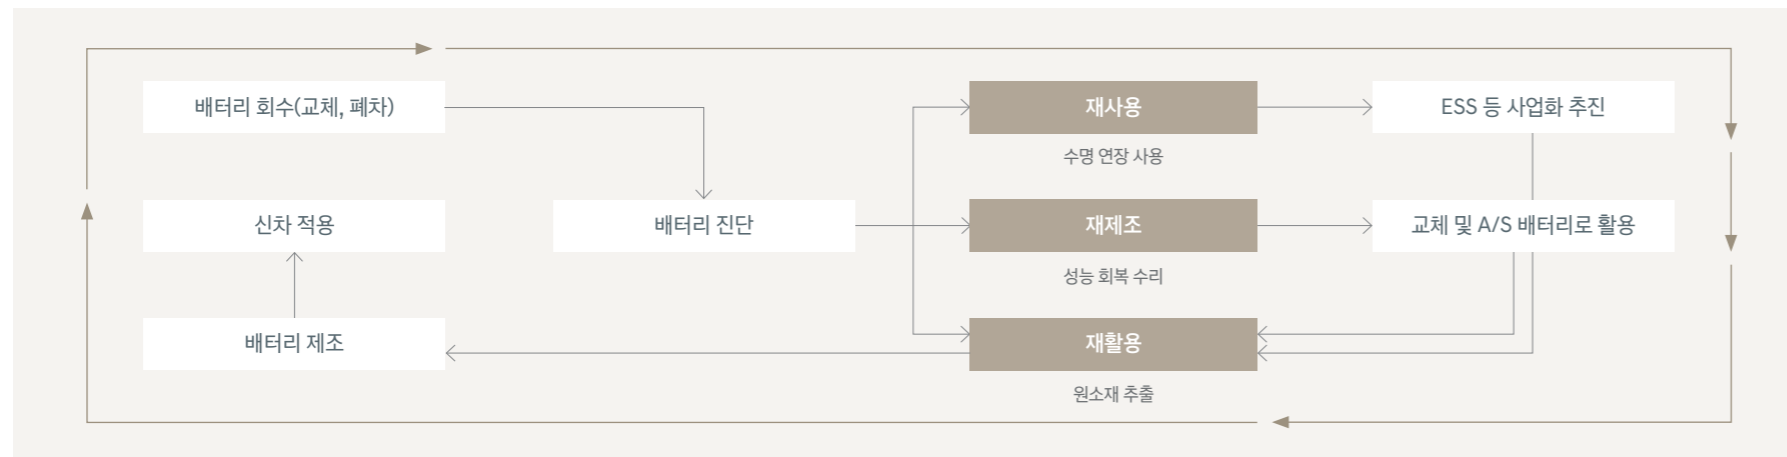 배터리 회수(교체, 폐차)
재사용
ESS 등 사업화 추진
수명 연장 사용
신차 적용
배터리 진단
재제조
교체 및 A/S 배터리로 활용
성능 회복 수리
배터리 제조
재활용
원소재 추출